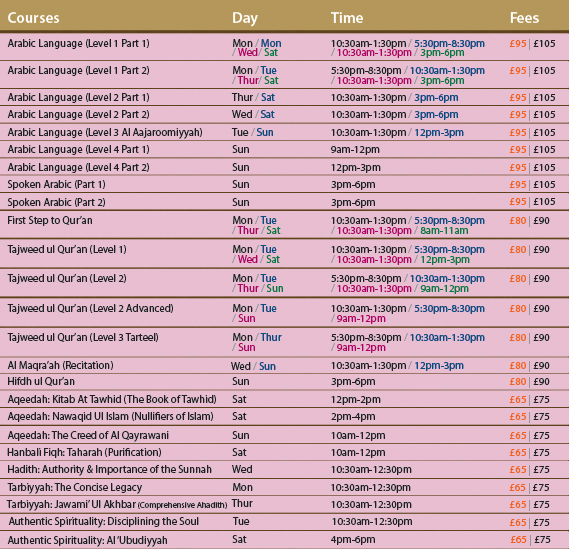 Courses Day Time Fees
Arabic Language (Level 1 Part 1) Mon / Mon 10:30am-1:30pm / 5:30pm-8:30pm £95 | £105
/ Wed / Sat / 10:30am-1:30pm / 3pm-6pm
Arabic Language (Level 1 Part 2) Mon / Tue 5:30pm-8:30pm / 10:30am-1:30pm £95 | £105
/ Thur / Sat / 10:30am-1:30pm / 3pm-6pm
Arabic Language (Level 2 Part 1) Thur / Sat 10:30am-1:30pm / 3pm-6pm £95 | £105
Arabic Language (Level 2 Part 2) Wed / Sat 10:30am-1:30pm / 3pm-6pm £95 | £105
Arabic Language (Level 3 Al Aajaroomiyyah) Tue / Sun 10:30am-1:30pm / 12pm-3pm £95 | £105
Arabic Language (Level 4 Part 1) Sun 9am-12pm £95 | £105
Arabic Language (Level 4 Part 2) Sun 12pm-3pm £95 | £105
Spoken Arabic (Part 1) Sun 3pm-6pm £95 | £105
Spoken Arabic (Part 2) Sun 3pm-6pm £95 | £105
First Step to Qur'an Mon / Tue 10:30am-1:30pm / 5:30pm-8:30pm £80 | £90
/ Thur / Sat / 10:30am-1:30pm / 8am-11am
Tajweed ul Qur'an (Level 1) Mon / Tue 10:30am-1:30pm / 5:30pm-8:30pm £80 | £90
/ Wed / Sat / 10:30am-1:30pm / 12pm-3pm
Tajweed ul Qur'an (Level 2) Mon / Tue 5:30pm-8:30pm / 10:30am-1:30pm £80 | £90
/ Thur / Sun / 10:30am-1:30pm / 9am-12pm
Tajweed ul Qur'an (Level 2 Advanced) Mon / Tue 10:30am-1:30pm / 5:30pm-8:30pm £80 | £90
/ Sun / 9am-12pm
Tajweed ul Qur'an (Level 3 Tarteel) Mon / Thur 5:30pm-8:30pm / 10:30am-1:30pm £80 | £90
/ Sun / 9am-12pm
Al Maqra'ah (Recitation) Wed / Sun 10:30am-1:30pm / 12pm-3pm £80 | £90
Hifdh ul Qur'an Sun 3pm-6pm £80 | £90
Aqeedah: Kitab At Tawhid (The Book of Tawhid) Sat 12pm-2pm £65 | £75
Aqeedah: Nawaqid Ul Islam (Nullifiers of Islam) Sat 2pm-4pm £65 | £75
Aqeedah: The Creed of Al Qayrawani Sun 10am-12pm £65 | £75
Hanbali Fiqh: Taharah (Purification) Sat 10am-12pm £65 | £75
Hadith: Authority & Importance of the Sunnah Wed 10:30am-12:30pm £65 | £75
Tarbiyyah: The Concise Legacy Mon 10:30am-12:30pm £65 | £75
Tarbiyyah: Jawami' Ul Akhbar (Comprehensive Ahadith) Thur 10:30am-12:30pm £65 | £75
Authentic Spirituality: Disciplining the Soul Tue 10:30am-12:30pm £65 | £75
Authentic Spirituality: Al 'Ubudiyyah Sat 4pm-6pm £65 | £75